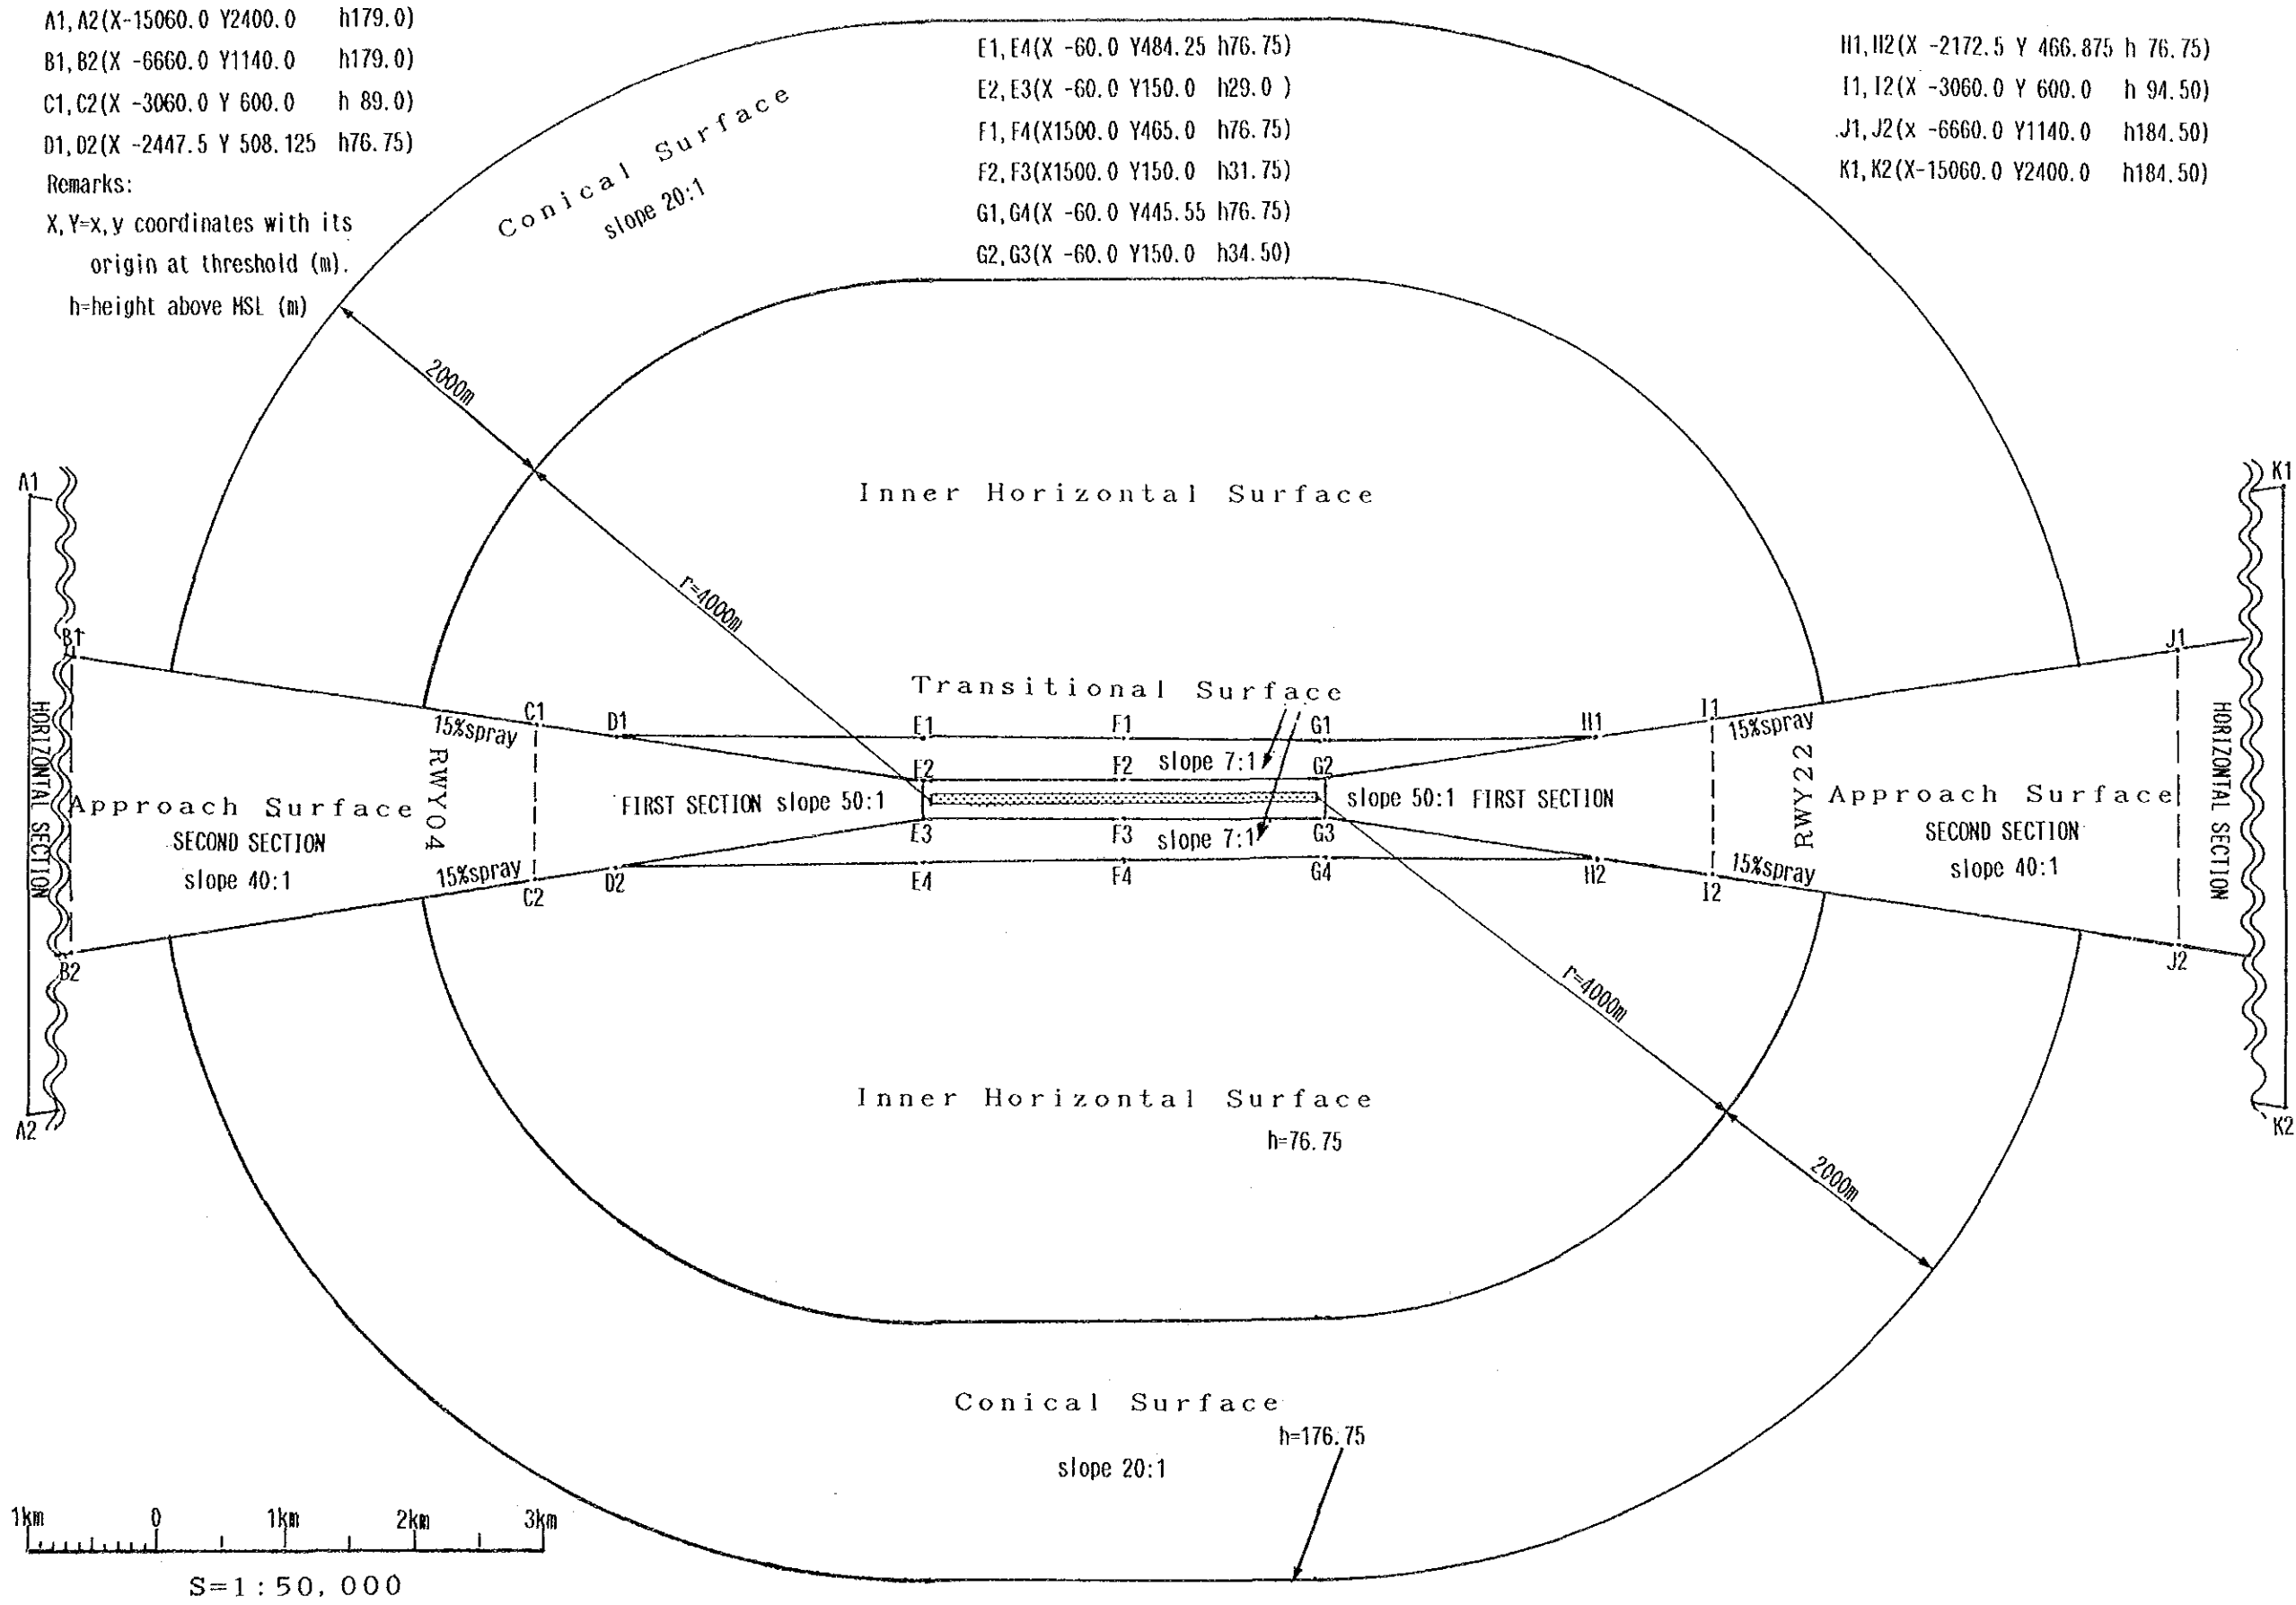 A1,A2(X-15060.0 Y2400.0 h179.0)
B1,B2(X -6660.0 Y1140.0 h179.0)
C1,C2(X -3060.0 Y 600.0 h 89.0)
D1,D2(X -2447.5 Y 508.125 h76.75)
Remarks:
X,Y=x,y coordinates with its
origin at threshold (m).
h=height above MSL (m)
E1,E4(X -60.0 Y484.25 h76.75)
E2,E3(X -60.0 Y150.0 h29.0 )
F1,F4(X1500.0 Y465.0 h76.75)
F2,F3(X1500.0 Y150.0 h31.75)
G1,G4(X -60.0 Y445.55 h76.75)
G2,G3(X -60.0 Y150.0 h34.50)
H1,H2(X -2172.5 Y 466.875 h 76.75)
I1,I2(X -3060.0 Y 600.0 h 94.50)
J1,J2(x -6660.0 Y1140.0 h184.50)
K1,K2(X-15060.0 Y2400.0 h184.50)
Conical Surface
slope 20:1
2000m
r=4000m
Inner Horizontal Surface
A1
K1
B1
J1
Transitional Surface
C1
D1
E1
F1
G1
H1
I1
15%spray
15%spray
HORIZONTAL SECTION
RWY04
E2
F2
slope 7:1
G2
RWY22
HORIZONTAL SECTION
Approach Surface
SECOND SECTION
slope 40:1
FIRST SECTION slope 50:1
slope 50:1 FIRST SECTION
Approach Surface
SECOND SECTION
slope 40:1
E3
F3
slope 7:1
G3
15%spray
15%spray
C2
D2
E4
F4
G4
H2
I2
B2
J2
r=4000m
A2
K2
Inner Horizontal Surface
h=76.75
2000m
Conical Surface
h=176.75
slope 20:1
1km 0 1km 2km 3km
S=1:50,000